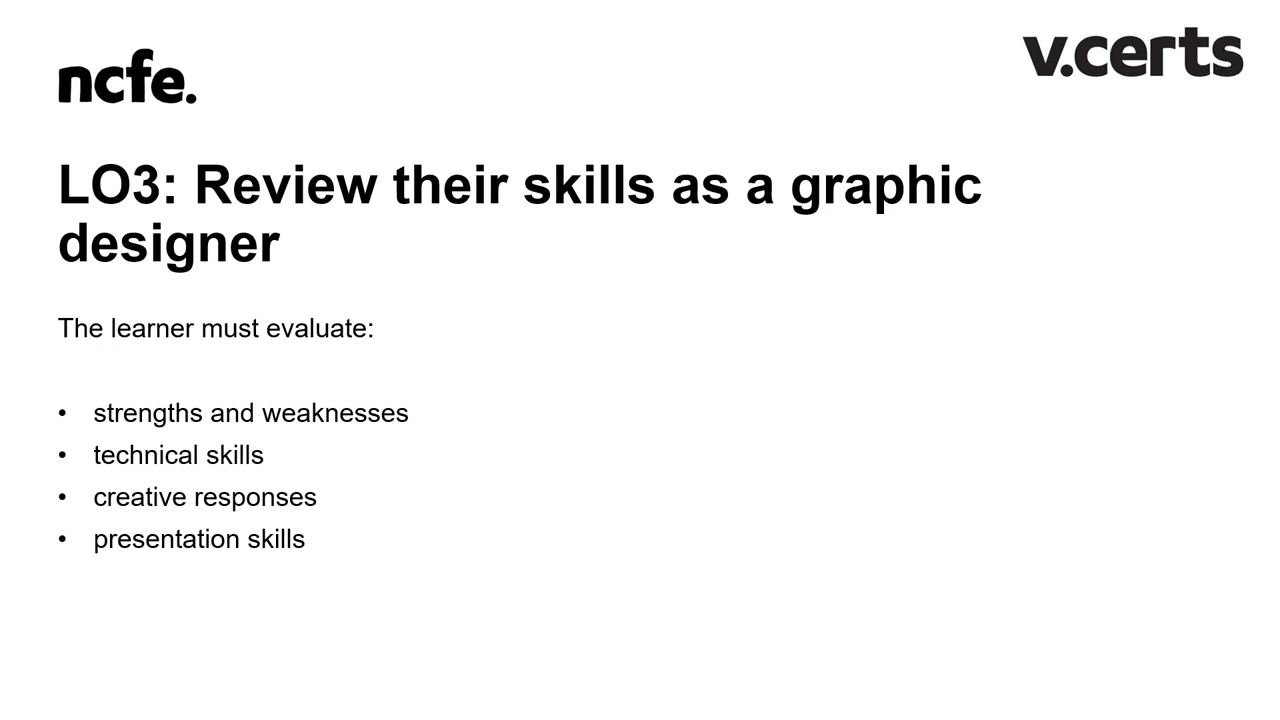 ncfe.
v.certs
LO3: Review their skills as a graphic
designer
The learner must evaluate:
• strengths and weaknesses
• technical skills
• creative responses
• presentation skills